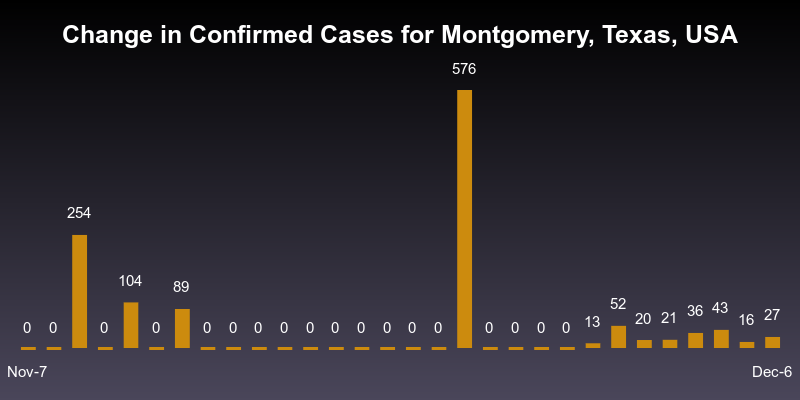 Change in Confirmed Cases for Montgomery, Texas, USA
576
254
104
89
0 0 0 0 0 0 0 0 0 0 0 0 0 0 0 0 0 0 13 52 20 21 36 43 16 27
Nov-7 Dec-6